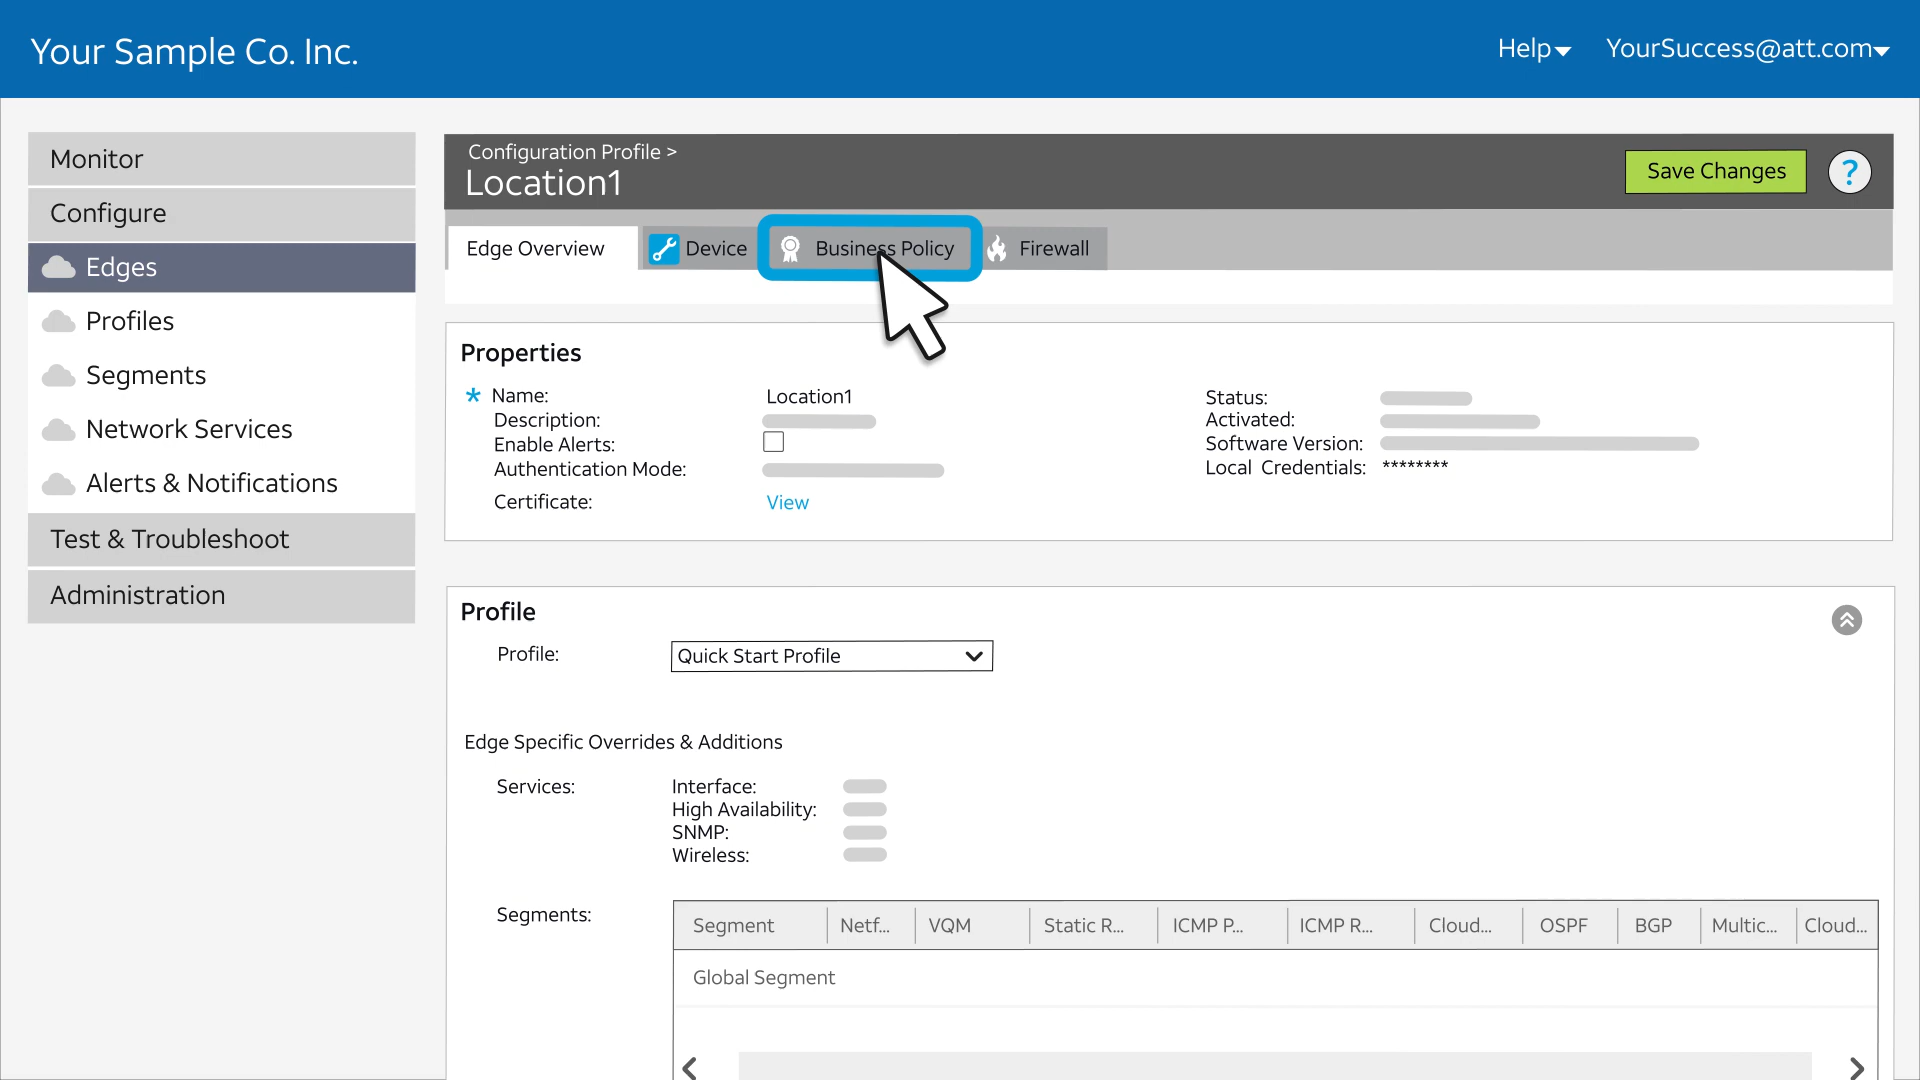 Your Sample Co. Inc.
Help
YourSuccess@att.com
Monitor
Configure
Edges
Profiles
Segments
Network Services
Alerts & Notifications
Test & Troubleshoot
Administration
Configuration Profile >
Location1
Save Changes
?
Edge Overview
Device
Business Policy
Firewall
Properties
* Name: Location1
Description:
Enable Alerts:
Authentication Mode:
Certificate: View
Status:
Activated:
Software Version:
Local Credentials: ********
Profile
Profile: Quick Start Profile
Edge Specific Overrides & Additions
Services:
Interface:
High Availability:
SNMP:
Wireless:
Segments:
Segment Netf... VQM Static R... ICMP P... ICMP R... Cloud... OSPF BGP Multic... Cloud...
Global Segment